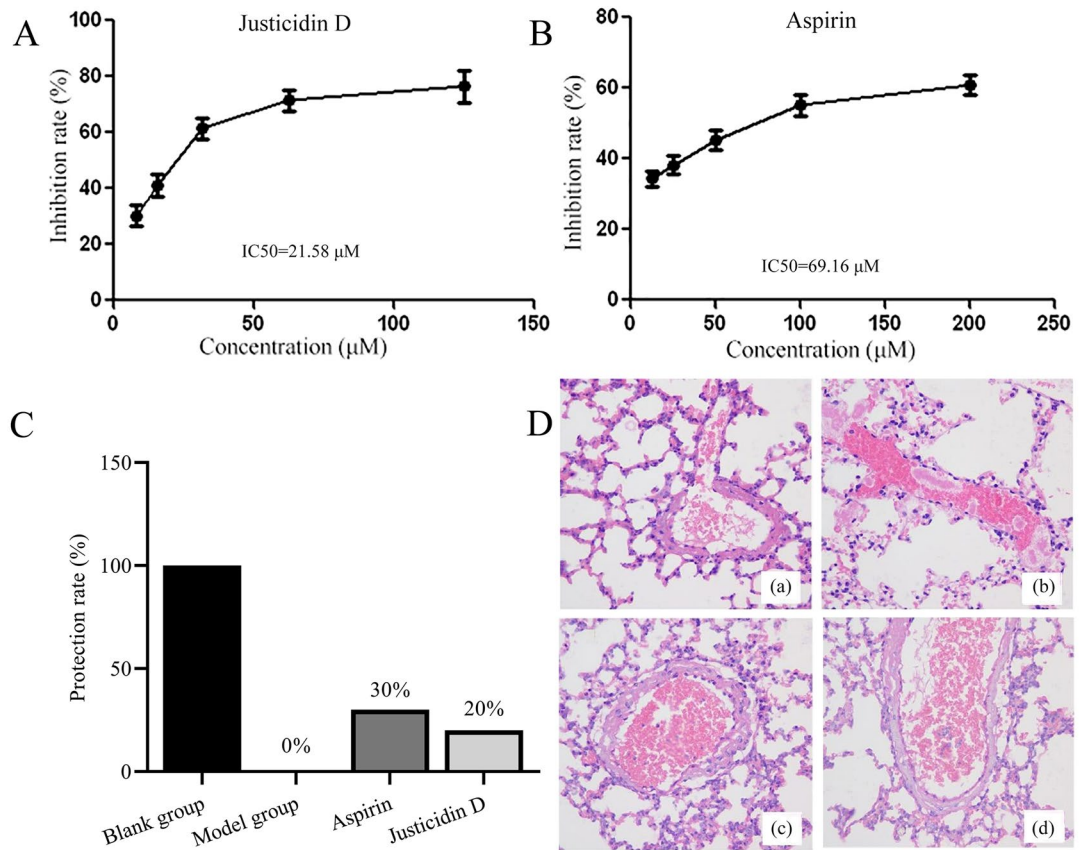 A
Justicidin D
Inhibition rate (%)
100
80
60
40
20
0
IC50=21.58 μM
0
50
100
150
Concentration (μM)
B
Aspirin
Inhibition rate (%)
80
60
40
20
0
IC50=69.16 μM
0
50
100
150
200
250
Concentration (μM)
C
Protection rate (%)
150
100
50
0
0%
30%
20%
Blank group
Model group
Aspirin
Justicidin D
D
(a)
(b)
(c)
(d)